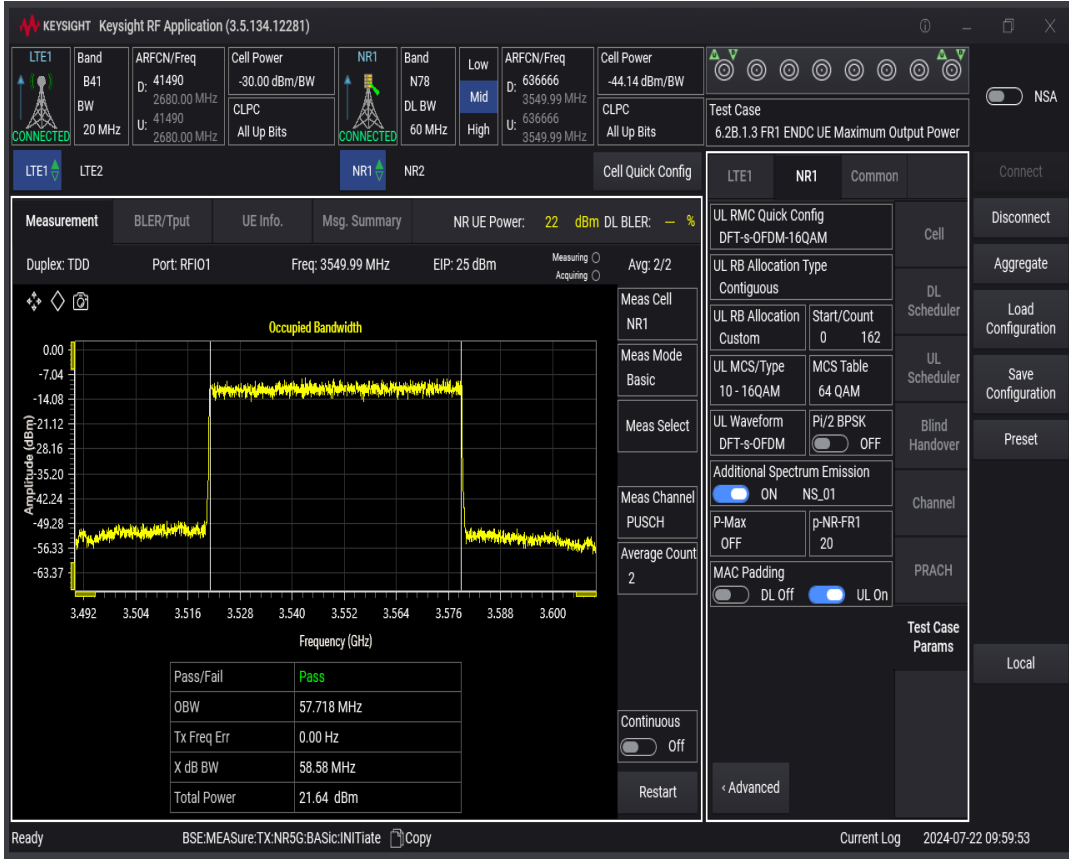 KEYSIGHT Keysight RF Application (3.5.134.12281)
LTE1
CONNECTED
Band
B41
BW
20 MHz
ARFCN/Freq
D: 41490
2680.00 MHz
U: 41490
2680.00 MHz
Cell Power
-30.00 dBm/BW
CLPC
All Up Bits
NR1
CONNECTED
Band
N78
DL BW
60 MHz
Low
Mid
High
ARFCN/Freq
D: 636666
3549.99 MHz
U: 636666
3549.99 MHz
Cell Power
-44.14 dBm/BW
CLPC
All Up Bits
Test Case
6.2B.1.3 FR1 ENDC UE Maximum Output Power
NSA
LTE1 LTE2
NR1 NR2
Cell Quick Config
Measurement BLER/Tput UE Info. Msg. Summary NR UE Power: 22 dBm DL BLER: --- %
Duplex: TDD Port: RFIO1 Freq: 3549.99 MHz EIP: 25 dBm Measuring Avg: 2/2
Acquiring
Occupied Bandwidth
Amplitude (dBm)
0.00
-7.04
-14.08
-21.12
-28.16
-35.20
-42.24
-49.28
-56.33
-63.37
3.492 3.504 3.516 3.528 3.540 3.552 3.564 3.576 3.588 3.600
Frequency (GHz)
Pass/Fail Pass
OBW 57.718 MHz
Tx Freq Err 0.00 Hz
X dB BW 58.58 MHz
Total Power 21.64 dBm
Meas Cell
NR1
Meas Mode
Basic
Meas Select
Meas Channel
PUSCH
Average Count
2
Continuous
Off
Restart
LTE1 NR1 Common
UL RMC Quick Config
DFT-s-OFDM-16QAM
UL RB Allocation Type
Contiguous
UL RB Allocation
Custom
Start/Count
0 162
UL MCS/Type
10 - 16QAM
MCS Table
64 QAM
UL Waveform
DFT-s-OFDM
Pi/2 BPSK
OFF
Additional Spectrum Emission
ON NS_01
P-Max
OFF
p-NR-FR1
20
MAC Padding
DL Off UL On
‹ Advanced
Cell
DL
Scheduler
UL
Scheduler
Blind
Handover
Channel
PRACH
Test Case
Params
Connect
Disconnect
Aggregate
Load
Configuration
Save
Configuration
Preset
Local
Ready BSE:MEASure:TX:NR5G:BASic:INITiate Copy Current Log 2024-07-22 09:59:53